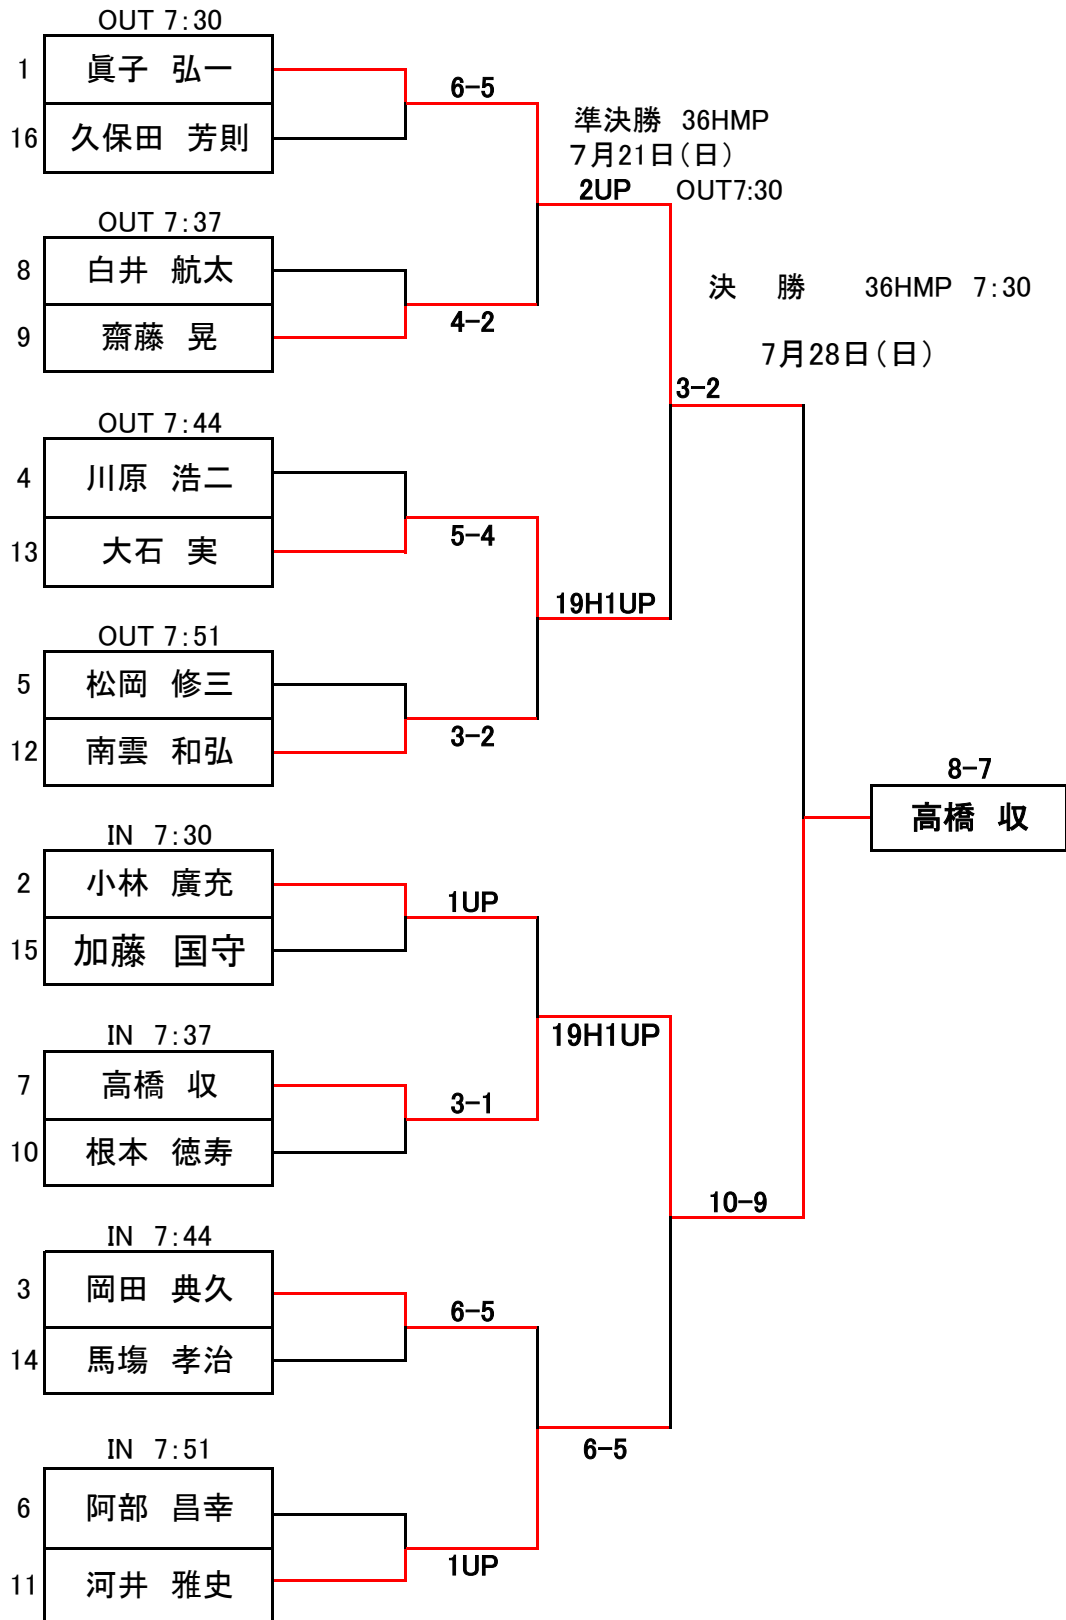 OUT 7:30
1 眞子 弘一
6-5
16 久保田 芳則
準決勝 36HMP
7月21日(日)
2UP OUT7:30
OUT 7:37
8 白井 航太
9 齋藤 晃
4-2
決 勝 36HMP 7:30
7月28日(日)
3-2
OUT 7:44
4 川原 浩二
13 大石 実
5-4
19H1UP
OUT 7:51
5 松岡 修三
12 南雲 和弘
3-2
8-7
高橋 収
IN 7:30
2 小林 廣充
1UP
15 加藤 国守
IN 7:37
19H1UP
7 高橋 収
3-1
10 根本 徳寿
10-9
IN 7:44
3 岡田 典久
6-5
14 馬塲 孝治
IN 7:51
6-5
6 阿部 昌幸
1UP
11 河井 雅史